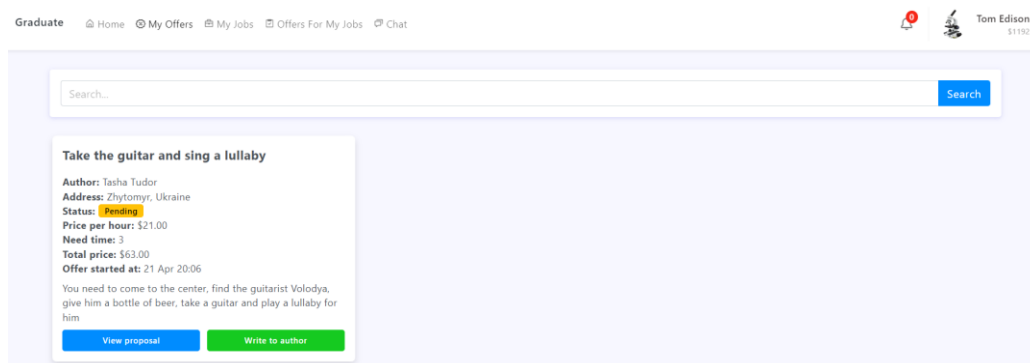 Graduate Home My Offers My Jobs Offers For My Jobs Chat 0 Tom Edison
$1192
Search... Search
Take the guitar and sing a lullaby
Author: Tasha Tudor
Address: Zhytomyr, Ukraine
Status: Pending
Price per hour: $21.00
Need time: 3
Total price: $63.00
Offer started at: 21 Apr 20:06
You need to come to the center, find the guitarist Volodya,
give him a bottle of beer, take a guitar and play a lullaby for
him
View proposal Write to author